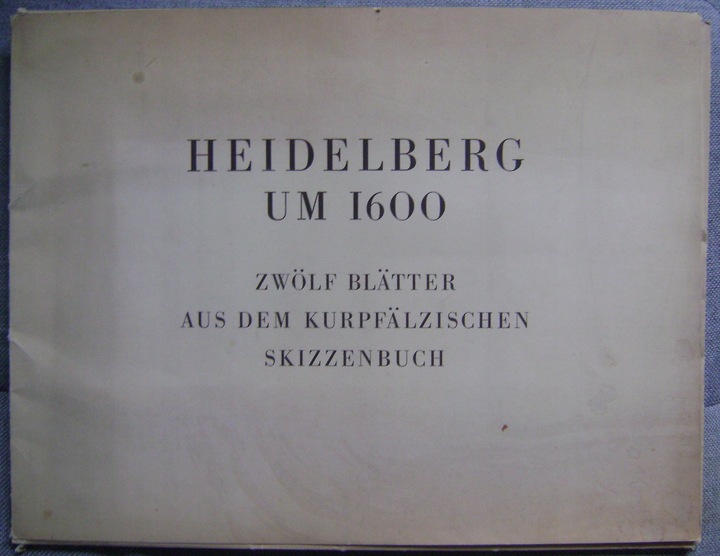 HEIDELBERG
UM 1600
ZWÖLF BLÄTTER
AUS DEM KURPFÄLZISCHEN
SKIZZENBUCH